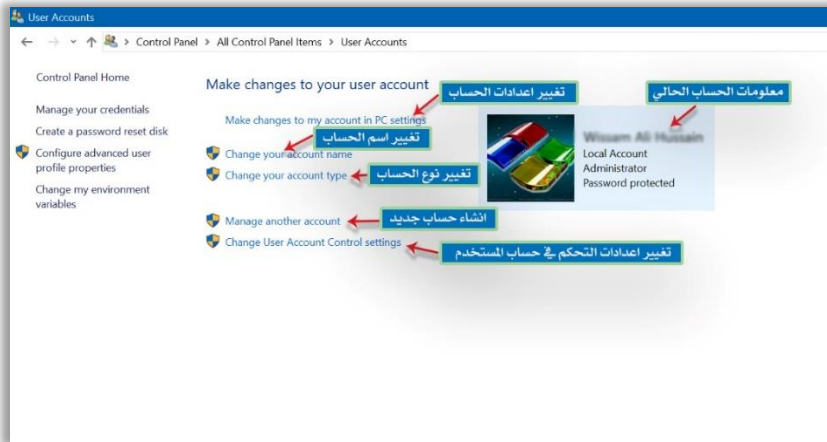 User Accounts
Control Panel > All Control Panel Items > User Accounts
Control Panel Home
Manage your credentials
Create a password reset disk
Configure advanced user
profile properties
Change my environment
variables
Make changes to your user account
تغيير اعدادات الحساب
معلومات الحساب الحالي
Make changes to my account in PC settings
تغيير اسم الحساب
Change your account name
Change your account type
تغيير نوع الحساب
Local Account
Administrator
Password protected
انشاء حساب جديد
Manage another account
Change User Account Control settings
تغيير اعدادات التحكم في حساب المستخدم